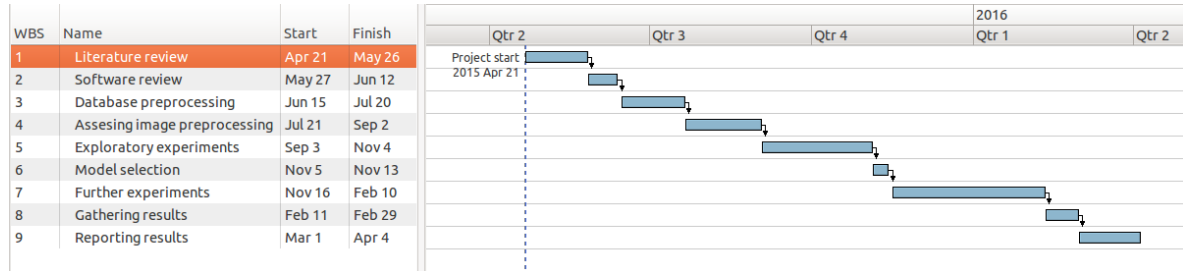 2016
WBS Name Start Finish Qtr 2 Qtr 3 Qtr 4 Qtr 1 Qtr 2
1 Literature review Apr 21 May 26 Project start
2015 Apr 21
2 Software review May 27 Jun 12
3 Database preprocessing Jun 15 Jul 20
4 Assesing image preprocessing Jul 21 Sep 2
5 Exploratory experiments Sep 3 Nov 4
6 Model selection Nov 5 Nov 13
7 Further experiments Nov 16 Feb 10
8 Gathering results Feb 11 Feb 29
9 Reporting results Mar 1 Apr 4